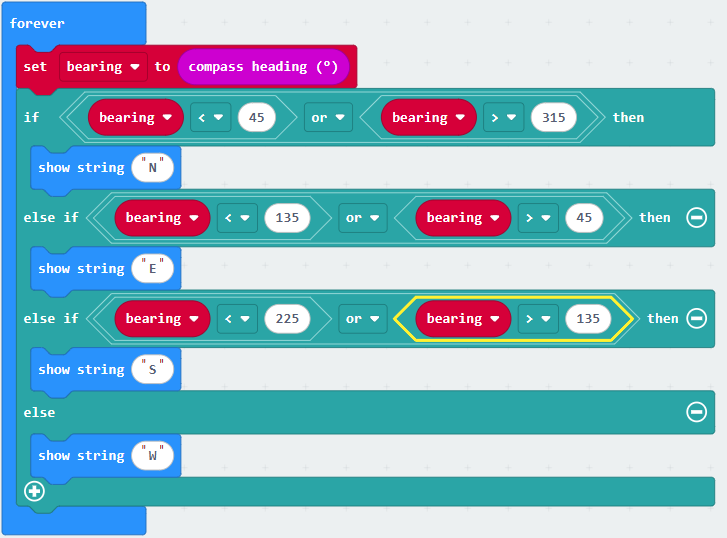 forever
set bearing to compass heading (°)
if bearing < 45 or bearing > 315 then
show string "N"
else if bearing < 135 or bearing > 45 then
show string "E"
else if bearing < 225 or bearing > 135 then
show string "S"
else
show string "W"